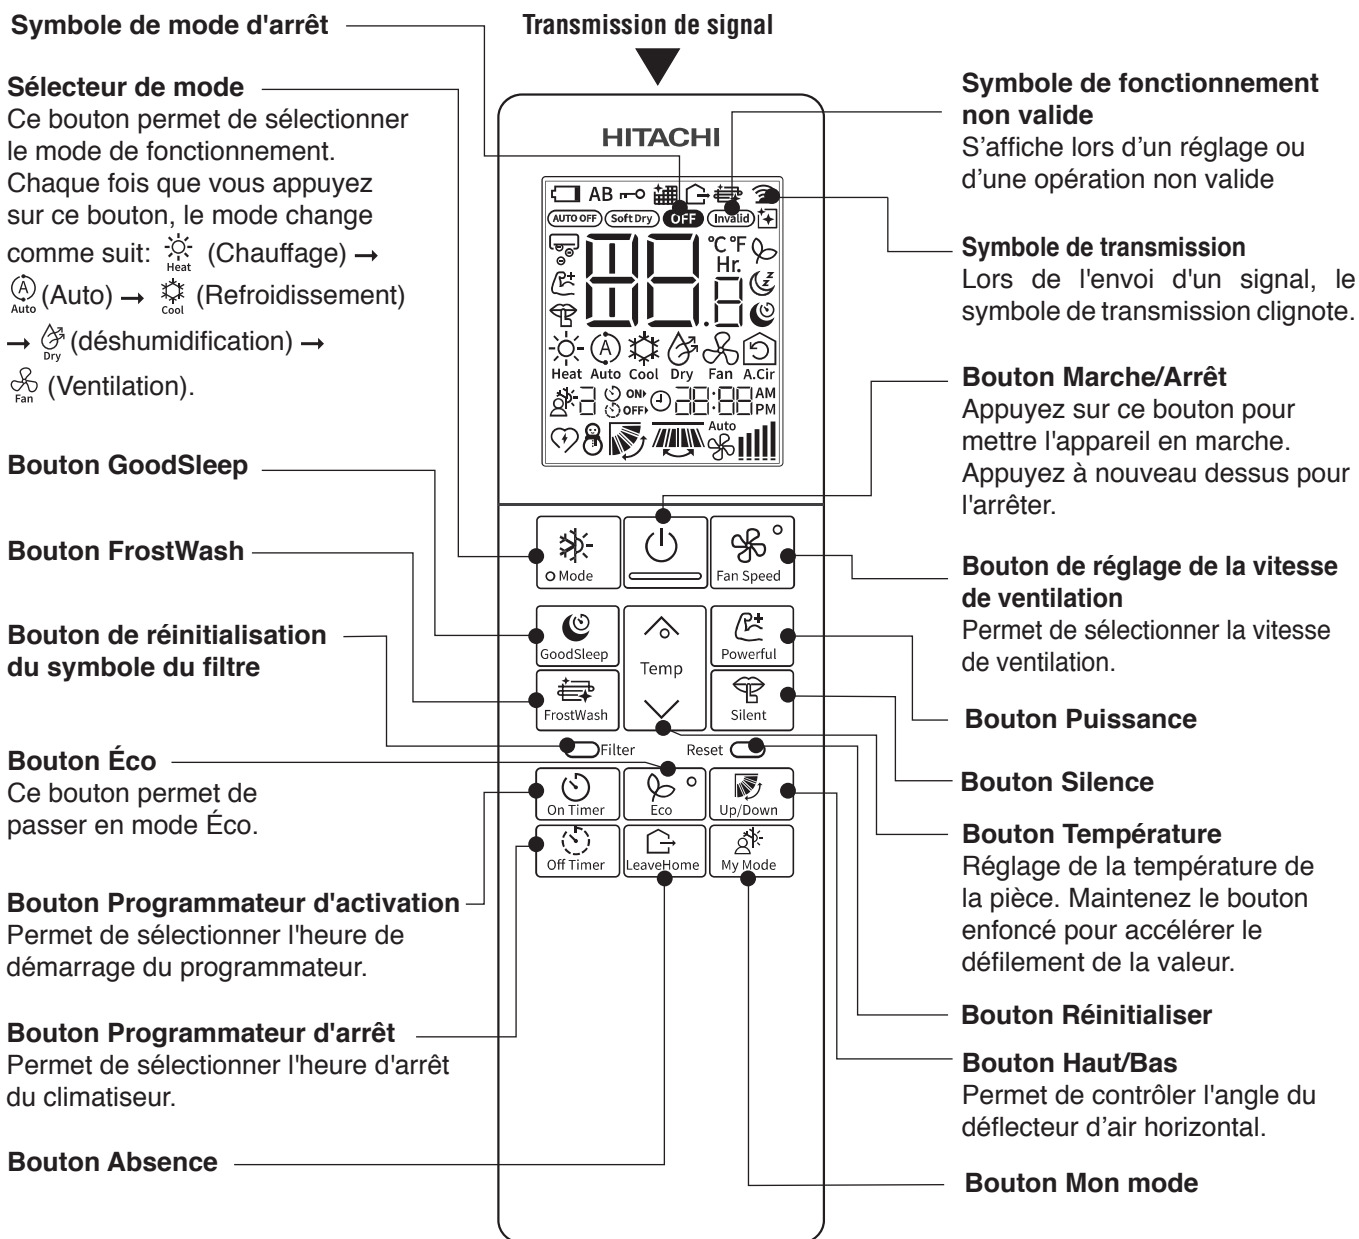 Symbole de mode d'arrêt
Sélecteur de mode
Ce bouton permet de sélectionner
le mode de fonctionnement.
Chaque fois que vous appuyez
sur ce bouton, le mode change
comme suit: Heat (Chauffage) →
Auto (Auto) → Cool (Refroidissement)
→ Dry (déshumidification) →
Fan (Ventilation).
Bouton GoodSleep
Bouton FrostWash
Bouton de réinitialisation
du symbole du filtre
Bouton Éco
Ce bouton permet de
passer en mode Éco.
Bouton Programmateur d'activation
Permet de sélectionner l'heure de
démarrage du programmateur.
Bouton Programmateur d'arrêt
Permet de sélectionner l'heure d'arrêt
du climatiseur.
Bouton Absence
Transmission de signal
HITACHI
AB
AUTO OFF Soft Dry OFF Invalid
88.8 °C °F
Hr.
Heat Auto Cool Dry Fan A.Cir
ON
OFF 28:88 AM
PM
Auto
Mode Fan Speed
GoodSleep Temp Powerful
FrostWash Silent
Filter Reset
On Timer Eco Up/Down
Off Timer LeaveHome My Mode
Symbole de fonctionnement
non valide
S’affiche lors d’un réglage ou
d’une opération non valide
Symbole de transmission
Lors de l'envoi d'un signal, le
symbole de transmission clignote.
Bouton Marche/Arrêt
Appuyez sur ce bouton pour
mettre l'appareil en marche.
Appuyez à nouveau dessus pour
l'arrêter.
Bouton de réglage de la vitesse
de ventilation
Permet de sélectionner la vitesse
de ventilation.
Bouton Puissance
Bouton Silence
Bouton Température
Réglage de la température de
la pièce. Maintenez le bouton
enfoncé pour accélérer le
défilement de la valeur.
Bouton Réinitialiser
Bouton Haut/Bas
Permet de contrôler l'angle du
déflecteur d’air horizontal.
Bouton Mon mode